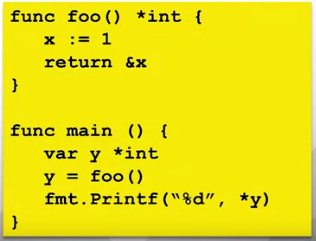 func foo() *int {
   x := 1
   return &x
}

func main () {
   var y *int
   y = foo()
   fmt.Printf(“%d”, *y)
}